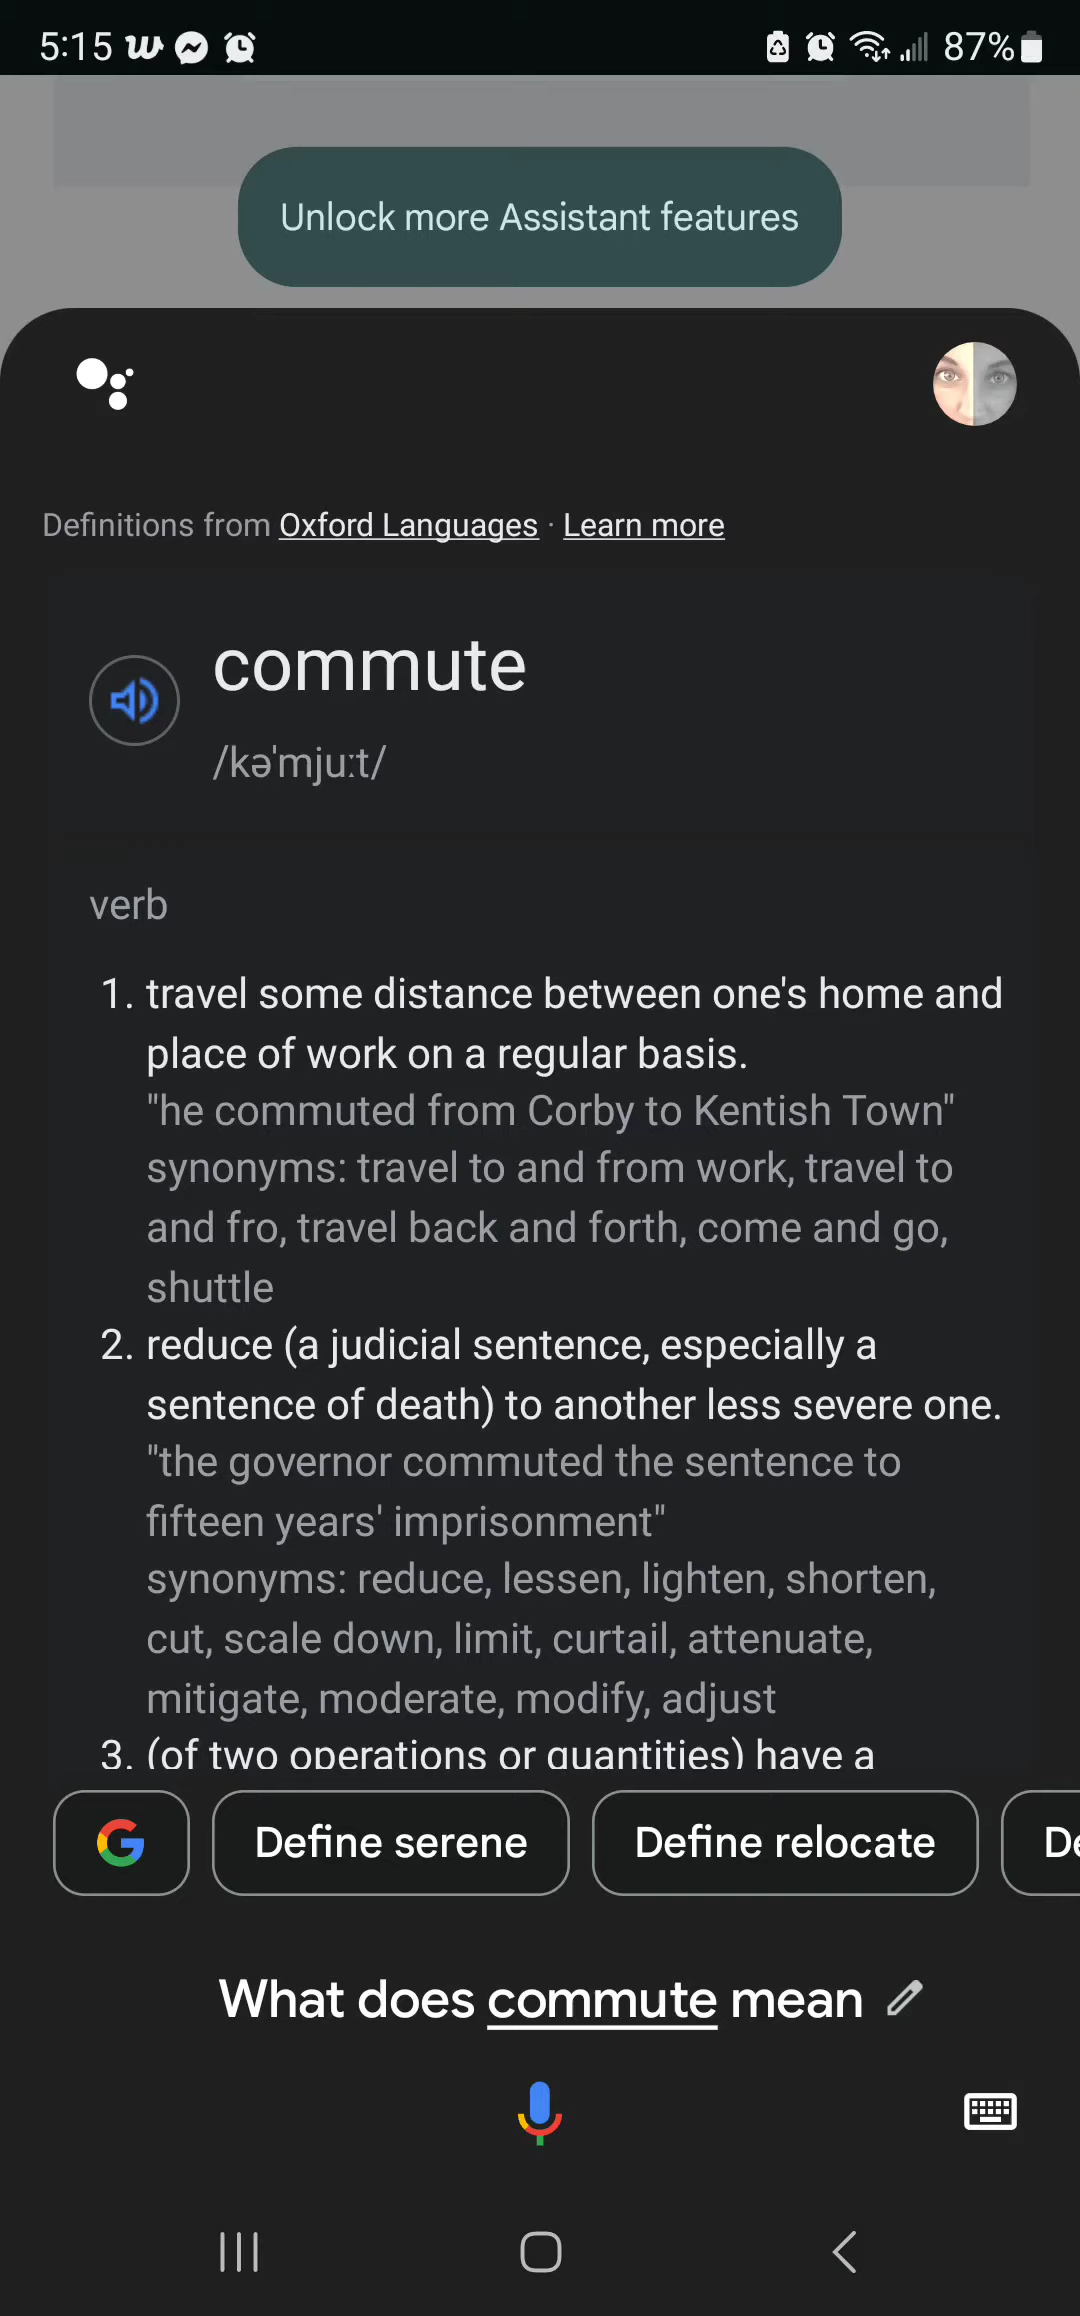 5:15
87%
Unlock more Assistant features
Definitions from Oxford Languages · Learn more
commute
/kəˈmjuːt/
verb
1. travel some distance between one's home and
place of work on a regular basis.
"he commuted from Corby to Kentish Town"
synonyms: travel to and from work, travel to
and fro, travel back and forth, come and go,
shuttle
2. reduce (a judicial sentence, especially a
sentence of death) to another less severe one.
"the governor commuted the sentence to
fifteen years' imprisonment"
synonyms: reduce, lessen, lighten, shorten,
cut, scale down, limit, curtail, attenuate,
mitigate, moderate, modify, adjust
3. (of two operations or quantities) have a
Define serene
Define relocate
What does commute mean